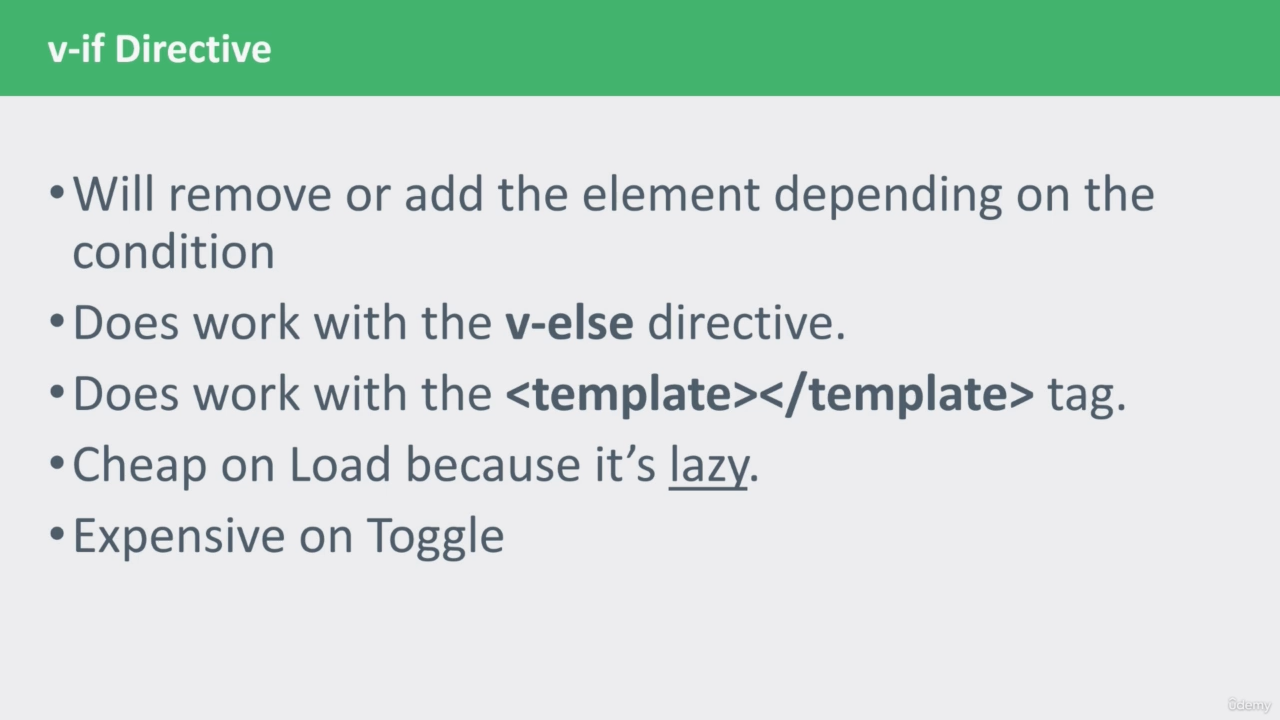 v-if Directive
•Will remove or add the element depending on the
condition
•Does work with the v-else directive.
•Does work with the <template></template> tag.
•Cheap on Load because it’s lazy.
•Expensive on Toggle
ûdemy